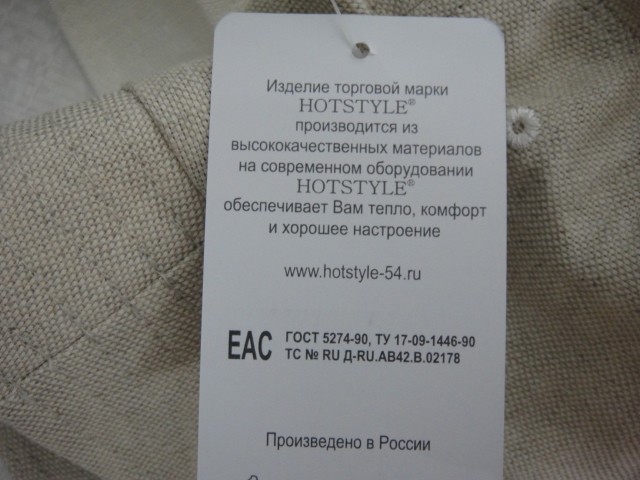 Изделие торговой марки
HOTSTYLE®
производится из
высококачественных материалов
на современном оборудовании
HOTSTYLE®
обеспечивает Вам тепло, комфорт
и хорошее настроение
www.hotstyle-54.ru
ЕАС ГОСТ 5274-90, ТУ 17-09-1446-90
ТС № RU Д-RU.АВ42.В.02178
Произведено в России